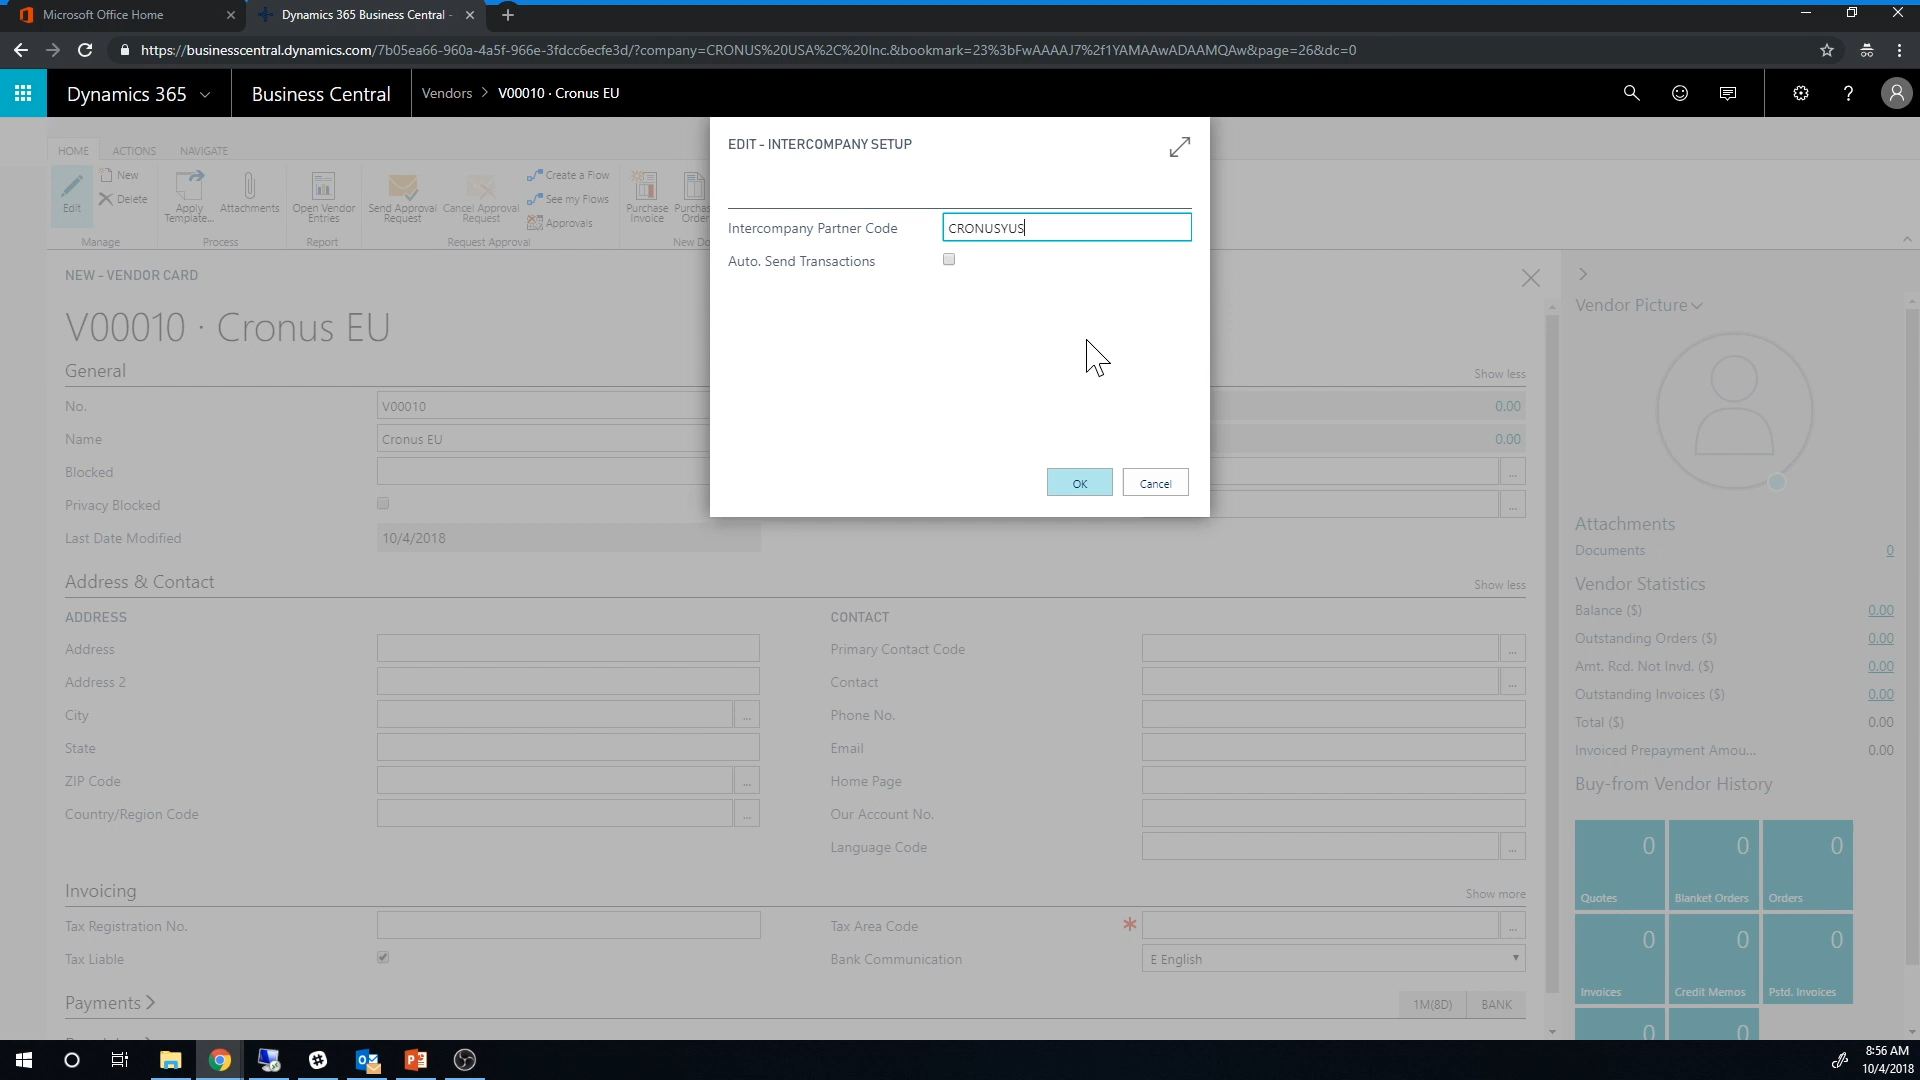 Microsoft Office Home
Dynamics 365 Business Central -
https://businesscentral.dynamics.com/7b05ea66-960a-4a5f-966e-3fdcc6ecfe3d/?company=CRONUS%20USA%2C%20Inc.&bookmark=23%3bFwAAAAJ7%2f1YAMAAwADAAMQAw&page=26&dc=0
Dynamics 365
Business Central
Vendors > V00010 · Cronus EU
HOME ACTIONS NAVIGATE
Edit
New
Delete
Manage
Apply Template...
Attachments
Process
Open Vendor Entries
Report
Send Approval Request
Cancel Approval Request
Create a Flow
See my Flows
Approvals
Request Approval
Purchase Invoice
Order
EDIT - INTERCOMPANY SETUP
Intercompany Partner Code CRONUSYUS
Auto. Send Transactions
OK Cancel
NEW - VENDOR CARD
V00010 · Cronus EU
General
Show less
No. V00010
0.00
Name Cronus EU
0.00
Blocked
...
Privacy Blocked
...
Last Date Modified 10/4/2018
Address & Contact
Show less
ADDRESS
Address
Address 2
City ...
State
ZIP Code ...
Country/Region Code ...
CONTACT
Primary Contact Code ...
Contact ...
Phone No.
Email
Home Page
Our Account No.
Language Code ...
Invoicing
Show more
Tax Registration No.
Tax Area Code ...
Tax Liable
Bank Communication E English
Payments >
1M(8D) BANK
Vendor Picture
Attachments
Documents 0
Vendor Statistics
Balance ($) 0.00
Outstanding Orders ($) 0.00
Amt. Rcd. Not Invd. ($) 0.00
Outstanding Invoices ($) 0.00
Total ($) 0.00
Invoiced Prepayment Amou... 0.00
Buy-from Vendor History
0 Quotes
0 Blanket Orders
0 Orders
0 Invoices
0 Credit Memos
0 Pstd. Invoices
0
0
8:56 AM
10/4/2018